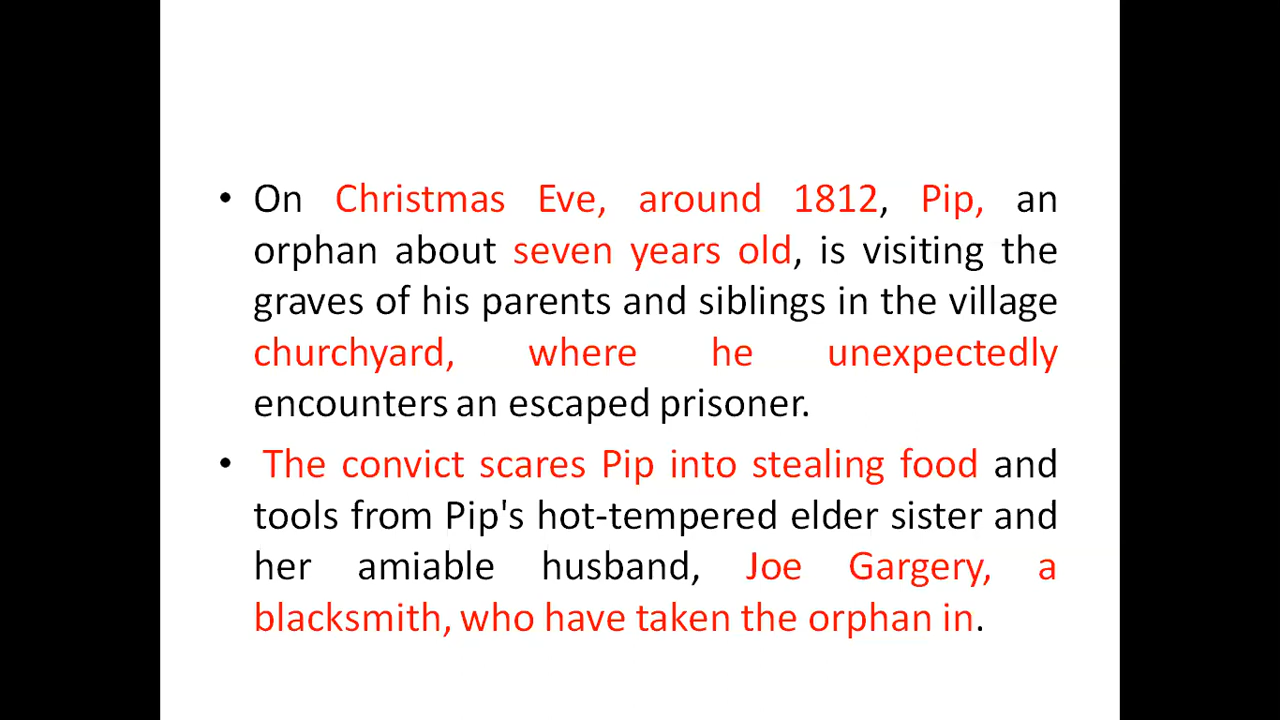 • On Christmas Eve, around 1812, Pip, an
orphan about seven years old, is visiting the
graves of his parents and siblings in the village
churchyard, where he unexpectedly
encounters an escaped prisoner.
• The convict scares Pip into stealing food and
tools from Pip's hot-tempered elder sister and
her amiable husband, Joe Gargery, a
blacksmith, who have taken the orphan in.